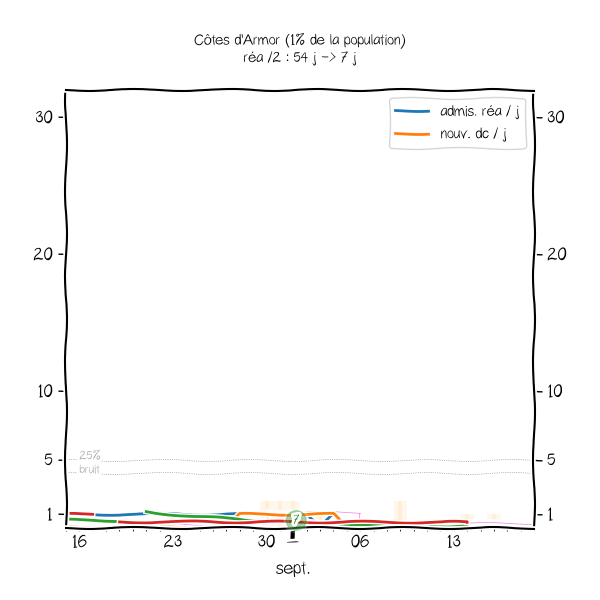 Côtes d'Armor (1% de la population)
réa /2 : 54 j -> 7 j
admis. réa / j
nouv. dc / j
30
30
20
20
10
10
5
5
25%
bruit
1
1
7
16 23 30 06 13
sept.